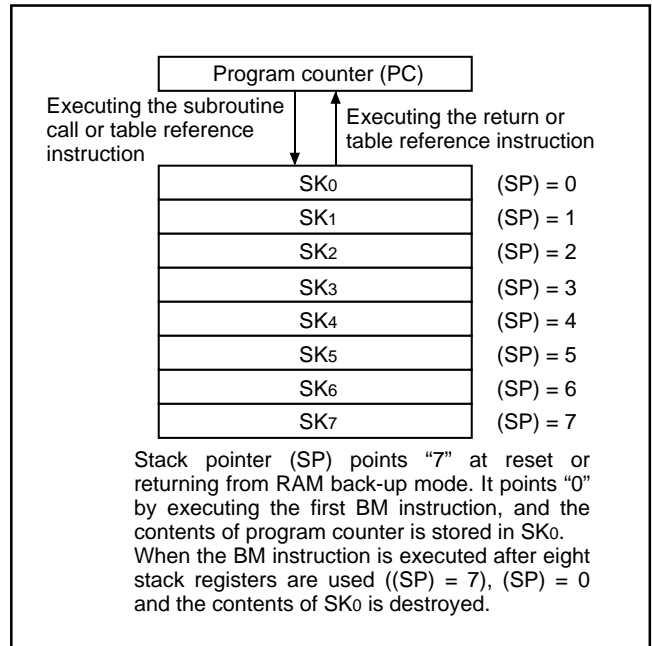 Program counter (PC)
Executing the subroutine
call or table reference
instruction
Executing the return or
table reference instruction
SK0 (SP) = 0
SK1 (SP) = 1
SK2 (SP) = 2
SK3 (SP) = 3
SK4 (SP) = 4
SK5 (SP) = 5
SK6 (SP) = 6
SK7 (SP) = 7
Stack pointer (SP) points “7” at reset or
returning from RAM back-up mode. It points “0”
by executing the first BM instruction, and the
contents of program counter is stored in SK0.
When the BM instruction is executed after eight
stack registers are used ((SP) = 7), (SP) = 0
and the contents of SK0 is destroyed.